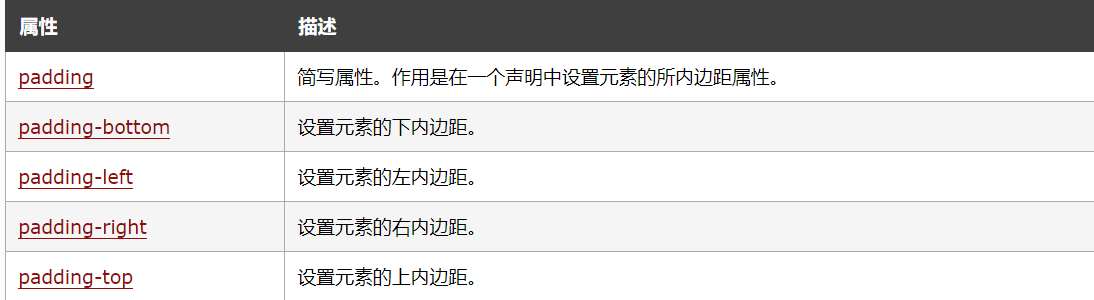 属性 描述
padding 简写属性。作用是在一个声明中设置元素的所内边距属性。
padding-bottom 设置元素的下内边距。
padding-left 设置元素的左内边距。
padding-right 设置元素的右内边距。
padding-top 设置元素的上内边距。